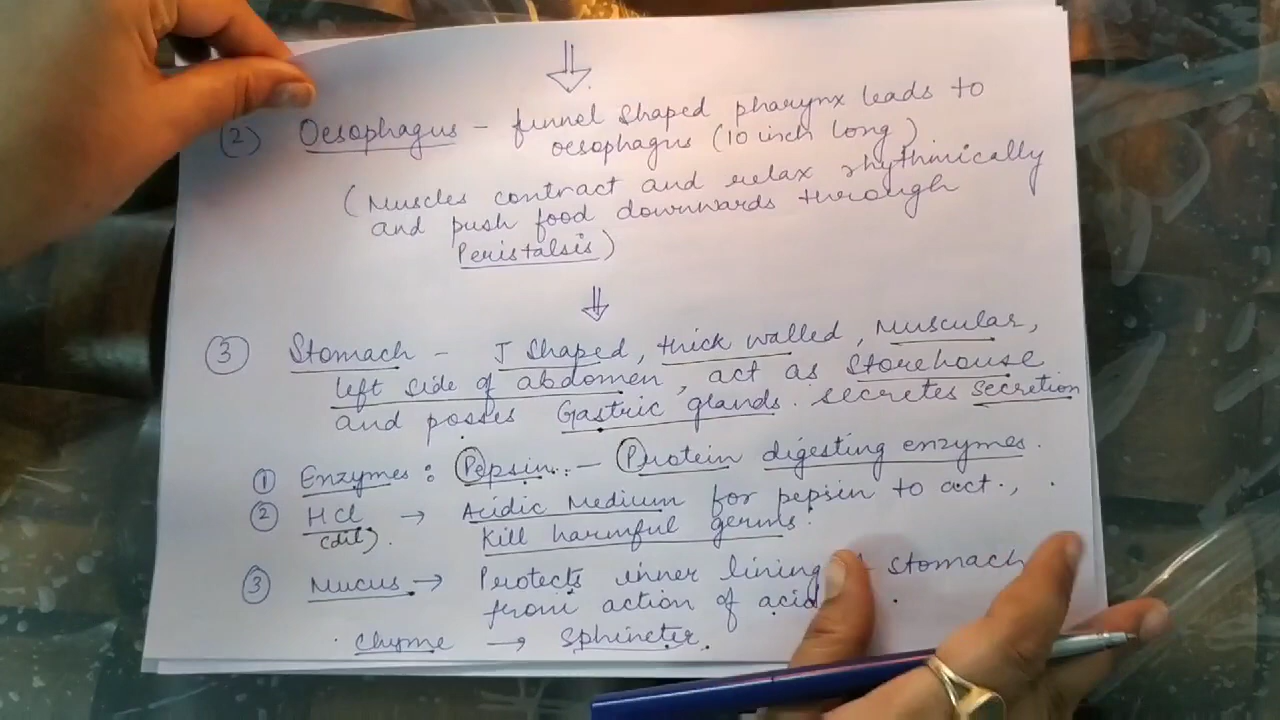 ⇓
(2) Oesophagus - funnel shaped pharynx leads to
oesophagus (10 inch long)
(Muscles contract and relax rhythmically
and push food downwards through
Peristalsis)
⇓
(3) Stomach - J shaped, thick walled, Muscular,
left side of abdomen, act as storehouse
and posses Gastric glands. secretes secretion
(1) Enzymes : Pepsin - Protein digesting enzymes.
(2) HCl → Acidic Medium for pepsin to act.,
(dil). Kill harmful germs.
(3) Mucus → Protects inner lining stomach
from action of acid
chyme → sphincter.